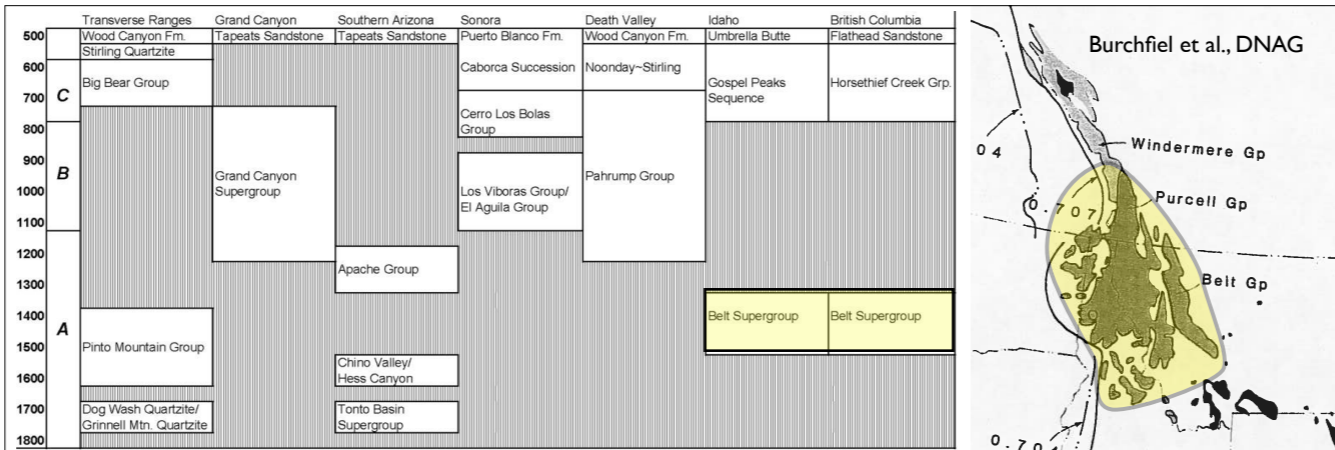 Transverse Ranges Grand Canyon Southern Arizona Sonora Death Valley Idaho British Columbia
500 Wood Canyon Fm. Tapeats Sandstone Tapeats Sandstone Puerto Blanco Fm. Wood Canyon Fm. Umbrella Butte Flathead Sandstone
Stirling Quartzite
600 Caborca Succession Noonday~Stirling
Big Bear Group Gospel Peaks Horsethief Creek Grp.
700 C Sequence
Cerro Los Bolas
800 Group
900 B Grand Canyon Pahrump Group
1000 Supergroup Los Viboras Group/
El Aguila Group
1100
1200
Apache Group
1300
1400 A Belt Supergroup Belt Supergroup
1500 Pinto Mountain Group
Chino Valley/
1600 Hess Canyon
1700 Dog Wash Quartzite/ Tonto Basin
Grinnell Mtn. Quartzite Supergroup
1800
Burchfiel et al., DNAG
04
Windermere Gp
Purcell Gp
0.707
Belt Gp
0.70